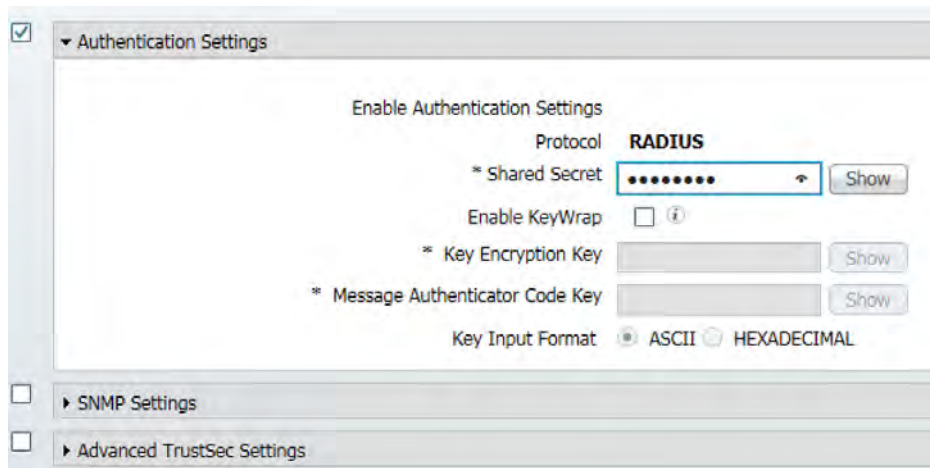 Authentication Settings
Enable Authentication Settings
Protocol RADIUS
* Shared Secret •••••••• Show
Enable KeyWrap i
* Key Encryption Key Show
* Message Authenticator Code Key Show
Key Input Format ASCII HEXADECIMAL
SNMP Settings
Advanced TrustSec Settings